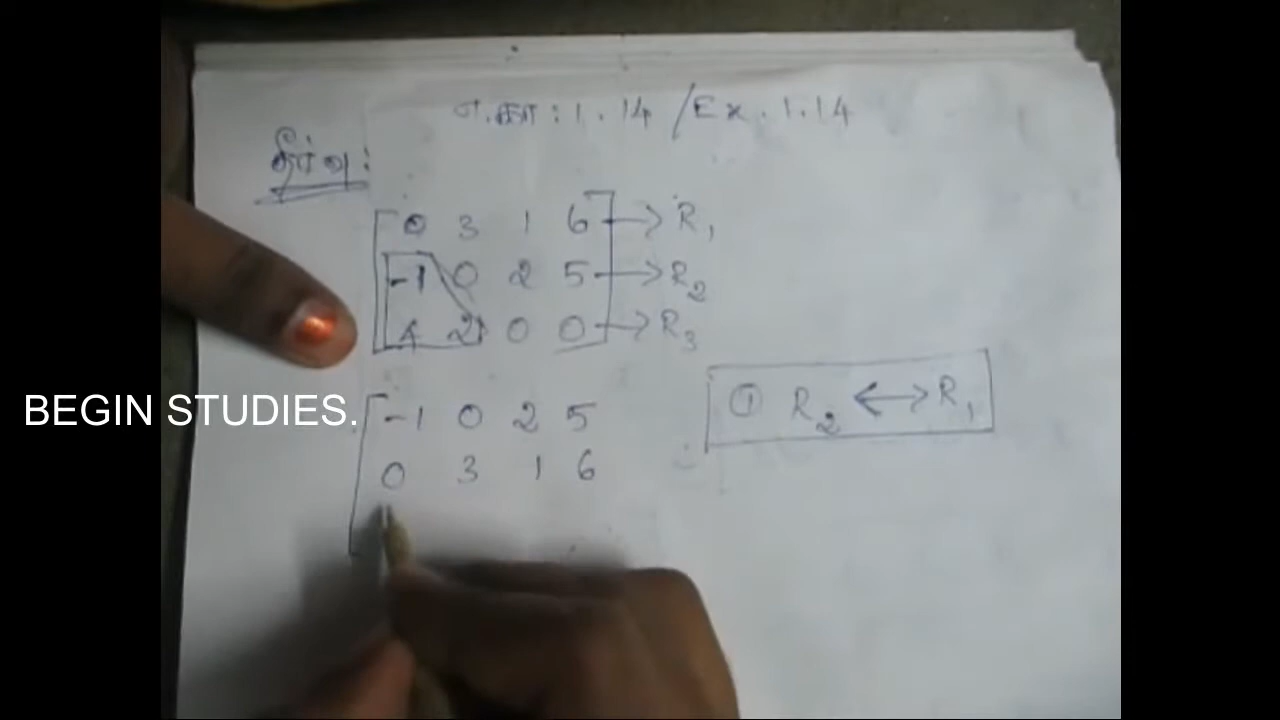 எ.கா : 1.14 / Ex. 1.14
தீர்வு :
0 3 1 6 → R₁
-1 0 2 5 → R₂
4 2 0 0 → R₃
BEGIN STUDIES.
-1 0 2 5
① R₂ ↔ R₁
0 3 1 6